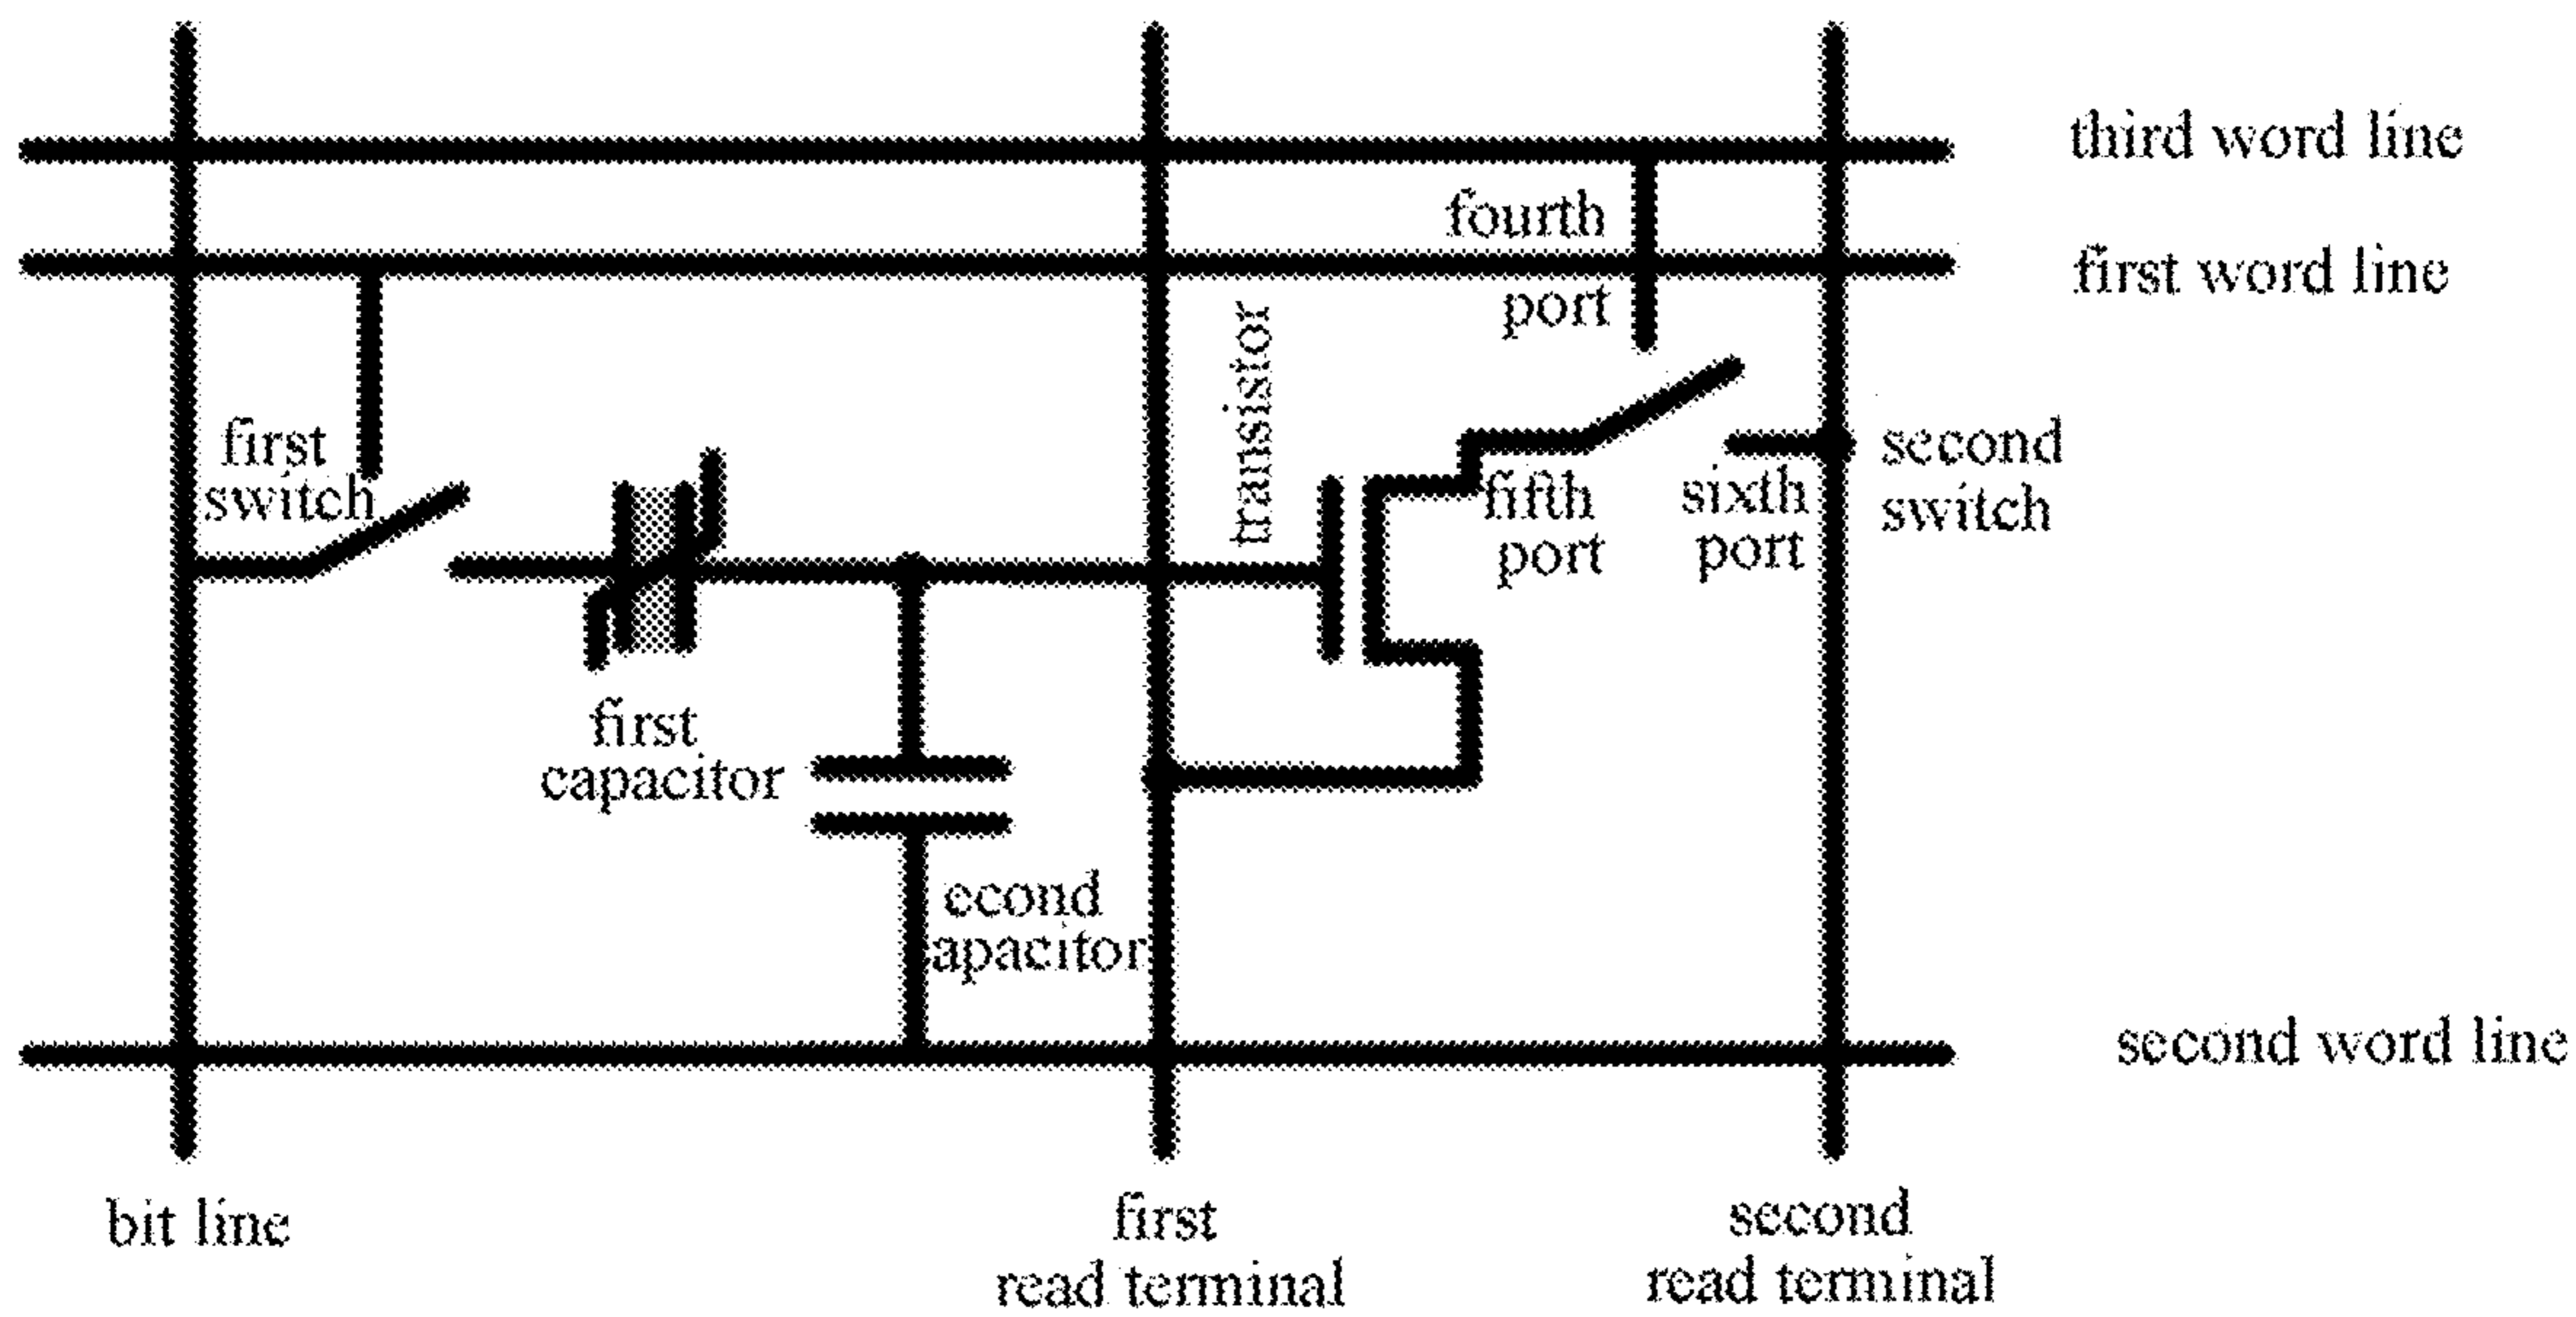 third word line
fourth
port
first word line
transistor
first
switch
fifth
port
sixth
port
second
switch
first
capacitor
econd
apacitor
second word line
bit line
first
read terminal
second
read terminal